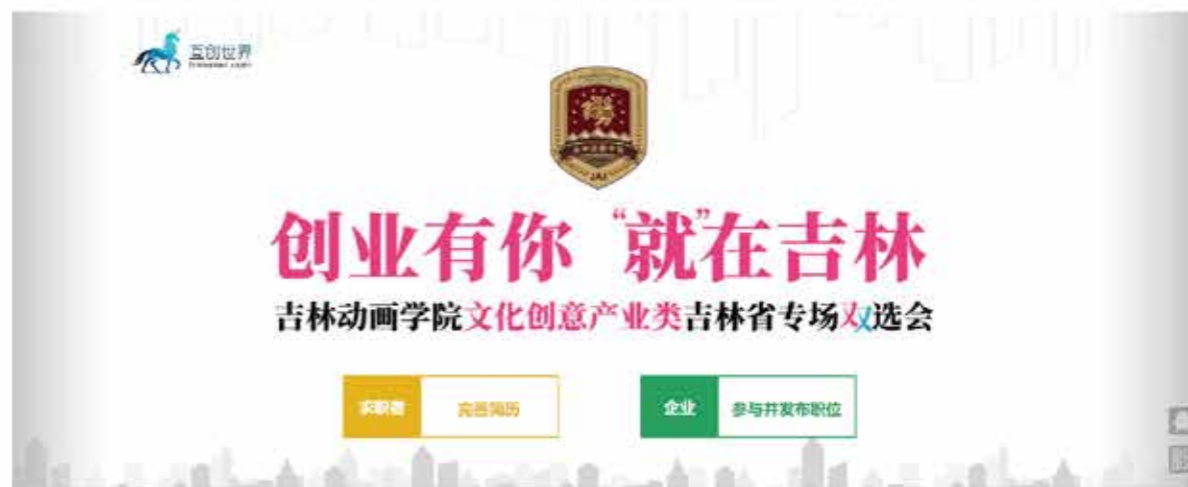 互创世界
JAI
创业有你 “就”在吉林
吉林动画学院文化创意产业类吉林省专场双选会
求职者 完善简历
企业 参与并发布职位